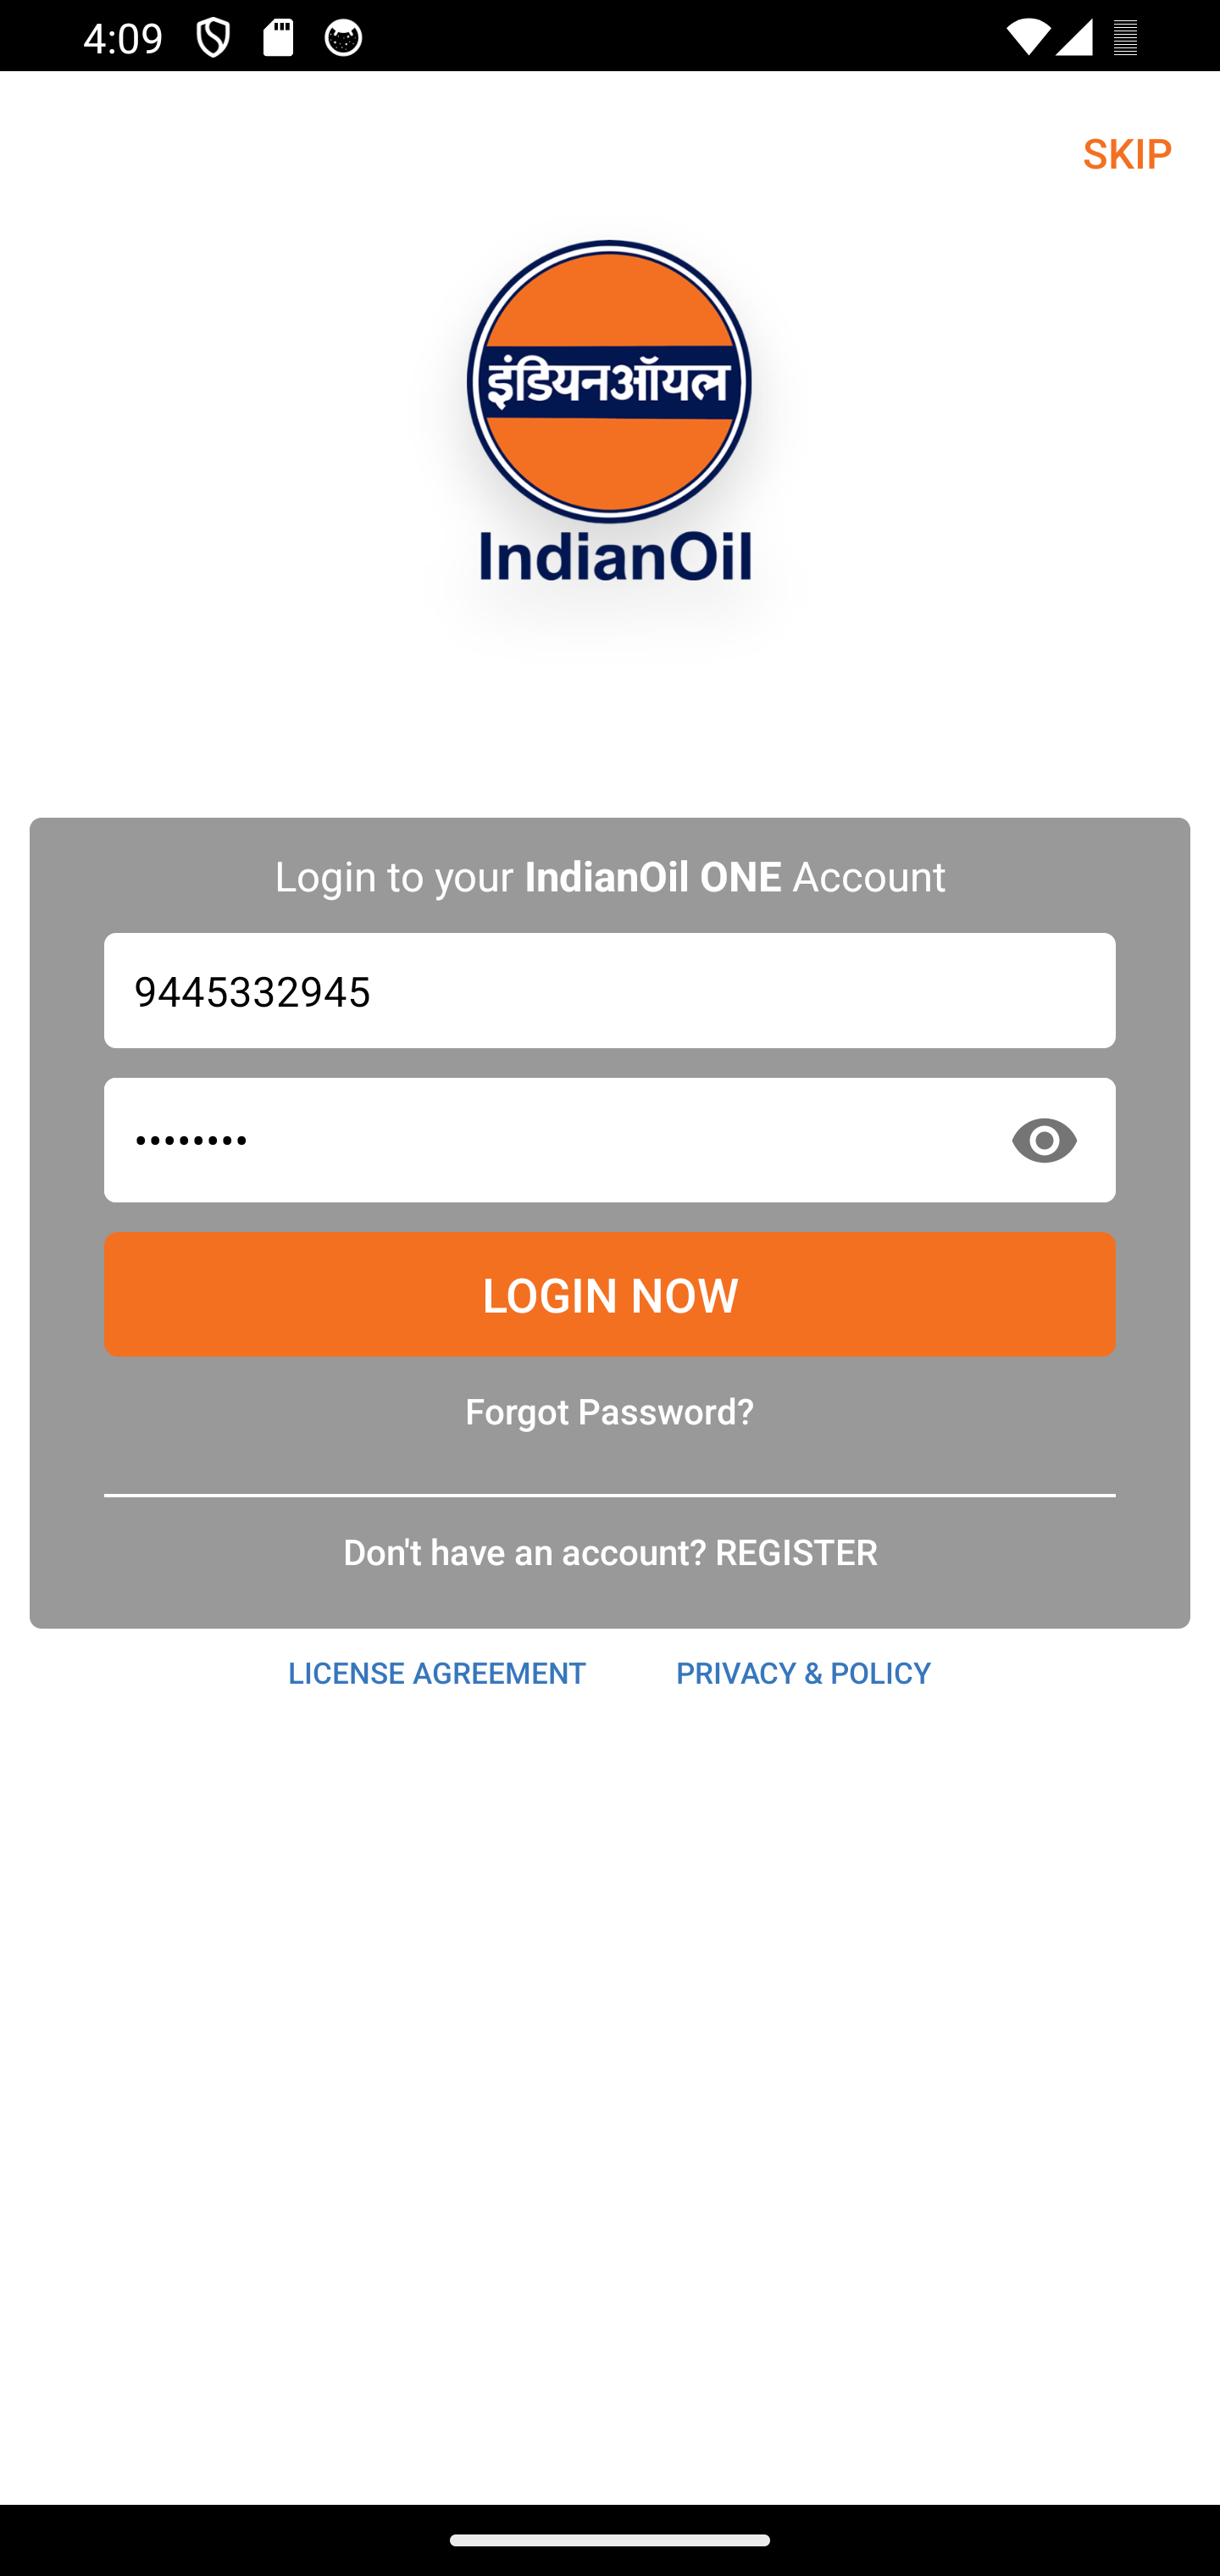 4:09
SKIP
इंडियनऑयल
IndianOil
Login to your IndianOil ONE Account
9445332945
••••••••
LOGIN NOW
Forgot Password?
Don't have an account? REGISTER
LICENSE AGREEMENT PRIVACY & POLICY